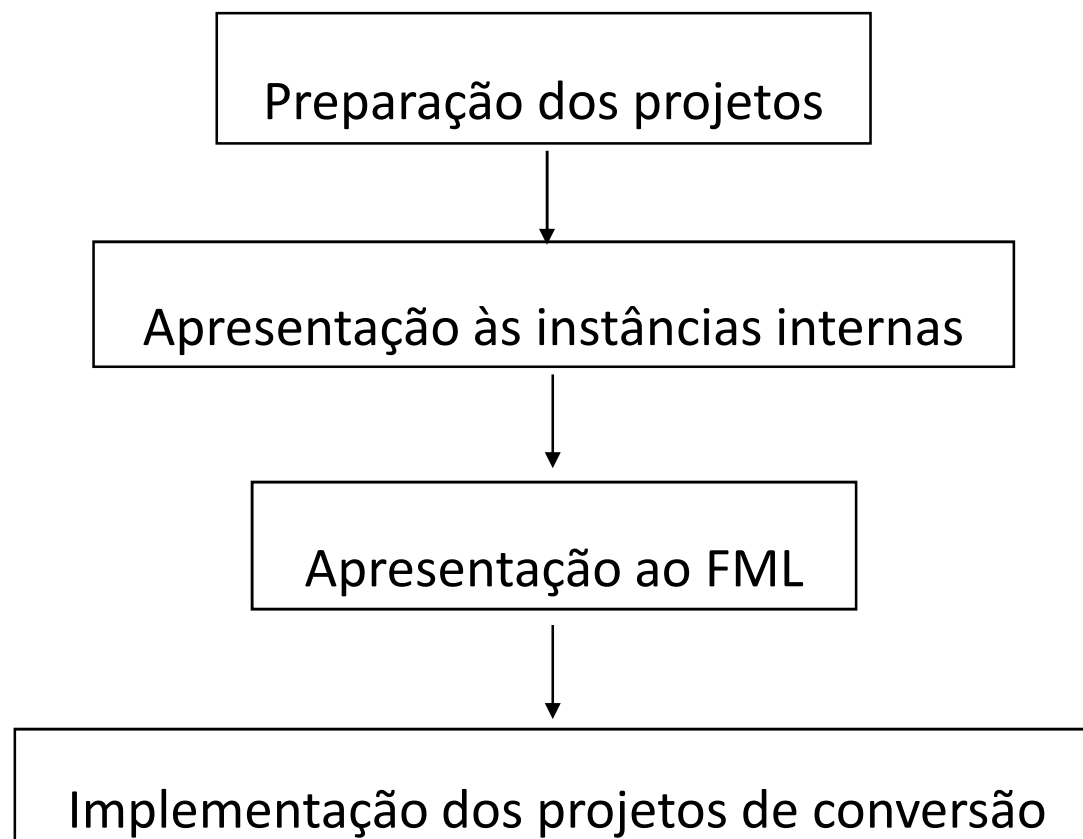 Preparação dos projetos
Apresentação às instâncias internas
Apresentação ao FML
Implementação dos projetos de conversão